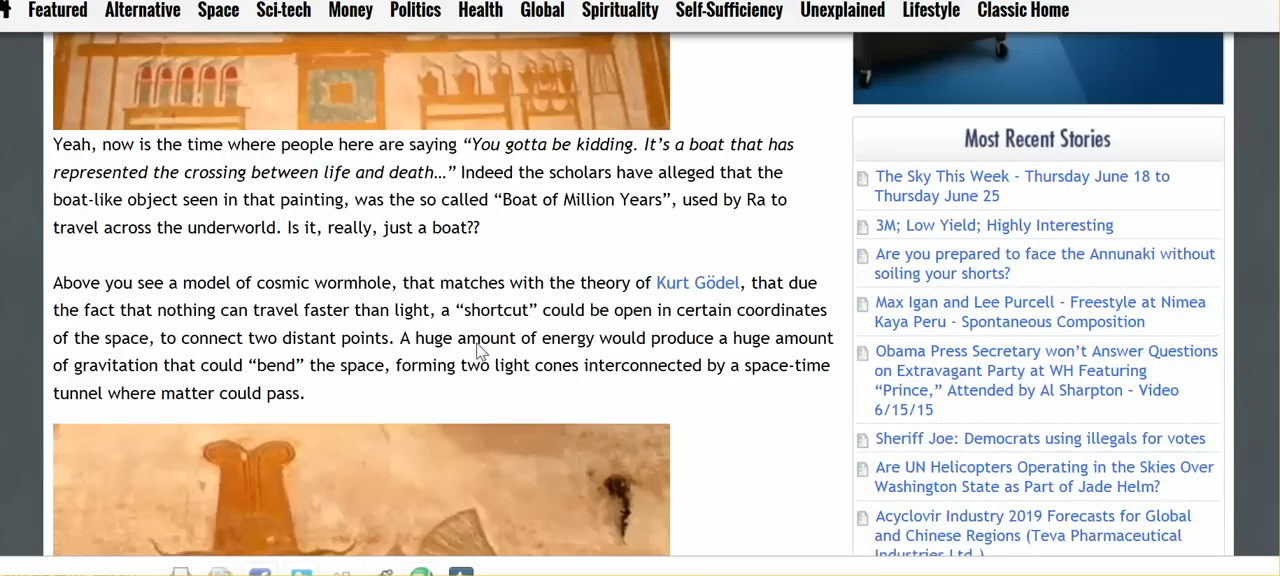 Featured Alternative Space Sci-tech Money Politics Health Global Spirituality Self-Sufficiency Unexplained Lifestyle Classic Home
Yeah, now is the time where people here are saying “You gotta be kidding. It’s a boat that has
represented the crossing between life and death…” Indeed the scholars have alleged that the
boat-like object seen in that painting, was the so called “Boat of Million Years”, used by Ra to
travel across the underworld. Is it, really, just a boat??
Above you see a model of cosmic wormhole, that matches with the theory of Kurt Gödel, that due
the fact that nothing can travel faster than light, a “shortcut” could be open in certain coordinates
of the space, to connect two distant points. A huge amount of energy would produce a huge amount
of gravitation that could “bend” the space, forming two light cones interconnected by a space-time
tunnel where matter could pass.
Most Recent Stories
The Sky This Week - Thursday June 18 to
Thursday June 25
3M; Low Yield; Highly Interesting
Are you prepared to face the Annunaki without
soiling your shorts?
Max Igan and Lee Purcell - Freestyle at Nimea
Kaya Peru - Spontaneous Composition
Obama Press Secretary won’t Answer Questions
on Extravagant Party at WH Featuring
“Prince,” Attended by Al Sharpton – Video
6/15/15
Sheriff Joe: Democrats using illegals for votes
Are UN Helicopters Operating in the Skies Over
Washington State as Part of Jade Helm?
Acyclovir Industry 2019 Forecasts for Global
and Chinese Regions (Teva Pharmaceutical
Industries Ltd.)